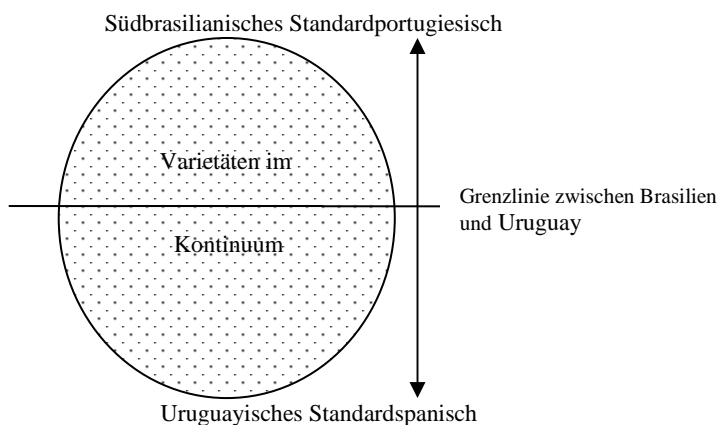 Südbrasilianisches Standardportugiesisch
Varietäten im
Grenzlinie zwischen Brasilien
und Uruguay
Kontinuum
Uruguayisches Standardspanisch